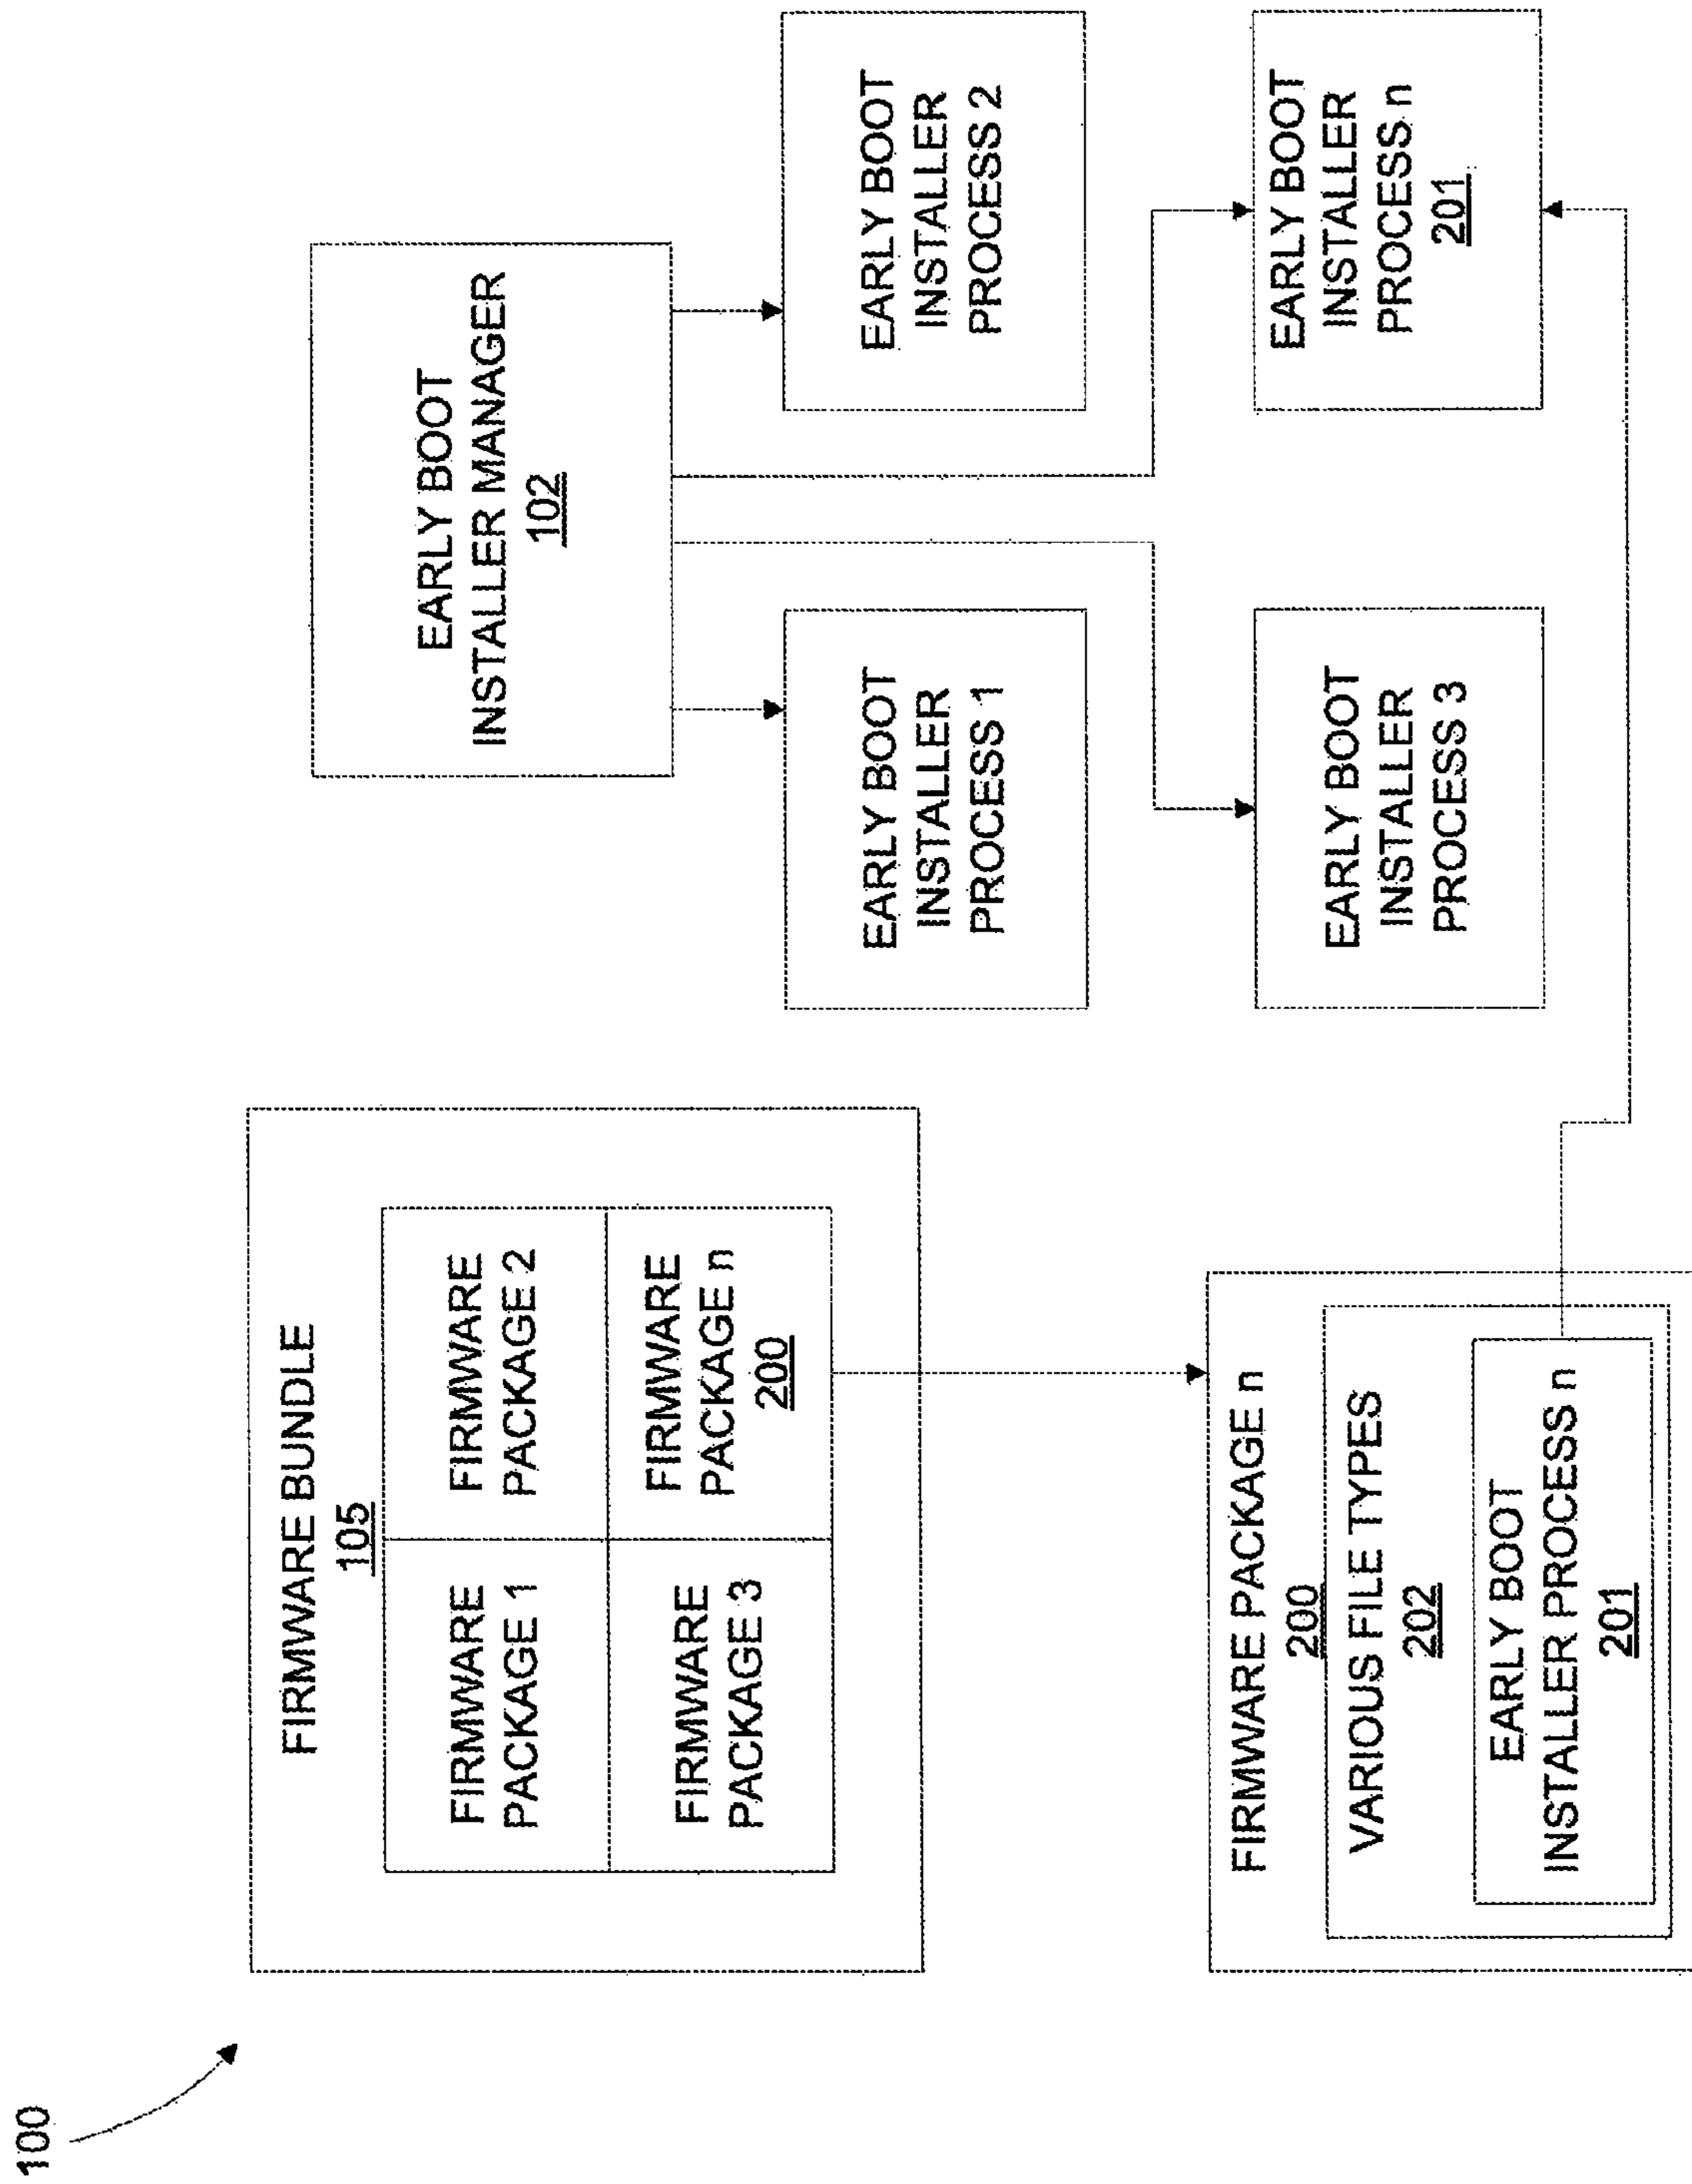 100
FIRMWARE BUNDLE
105
FIRMWARE
PACKAGE 1
FIRMWARE
PACKAGE 2
FIRMWARE
PACKAGE 3
FIRMWARE
PACKAGE n
200
FIRMWARE PACKAGE n
200
VARIOUS FILE TYPES
202
EARLY BOOT
INSTALLER PROCESS n
201
EARLY BOOT
INSTALLER MANAGER
102
EARLY BOOT
INSTALLER
PROCESS 1
EARLY BOOT
INSTALLER
PROCESS 2
EARLY BOOT
INSTALLER
PROCESS 3
EARLY BOOT
INSTALLER
PROCESS n
201